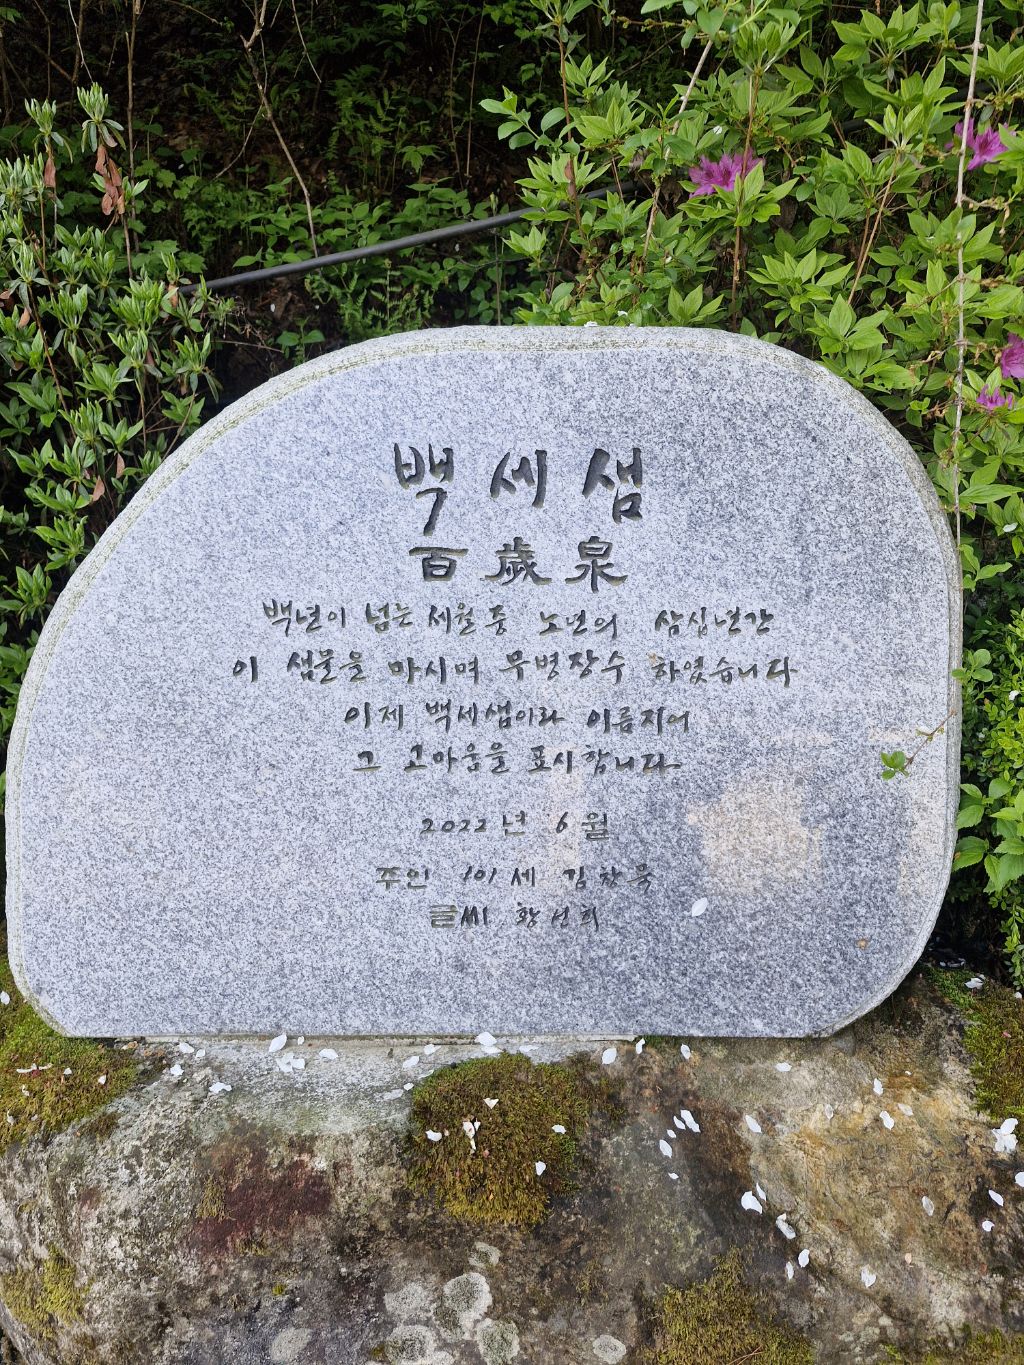 백세샘
百歲泉
백년이 넘는 세월중 노년의 삼십년간
이 샘물을 마시며 무병장수 하였습니다
이제 백세샘이라 이름지어
그 고마움을 표시합니다
2022년 6월
주인 101세 김창묵
글씨 황선희